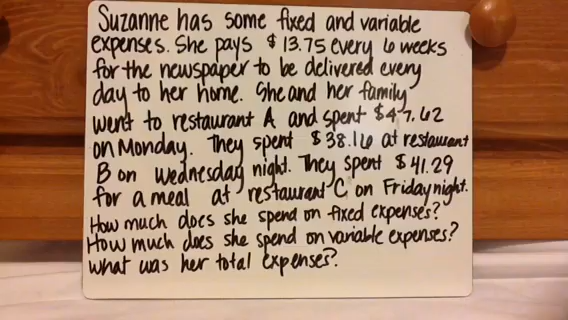 Suzanne has some fixed and variable
expenses. She pays $13.75 every 6 weeks
for the newspaper to be delivered every
day to her home. She and her family
went to restaurant A and spent $47.62
on Monday. They spent $38.16 at restaurant
B on Wednesday night. They spent $41.29
for a meal at restaurant C on Friday night.
How much does she spend on fixed expenses?
How much does she spend on variable expenses?
What was her total expenses?